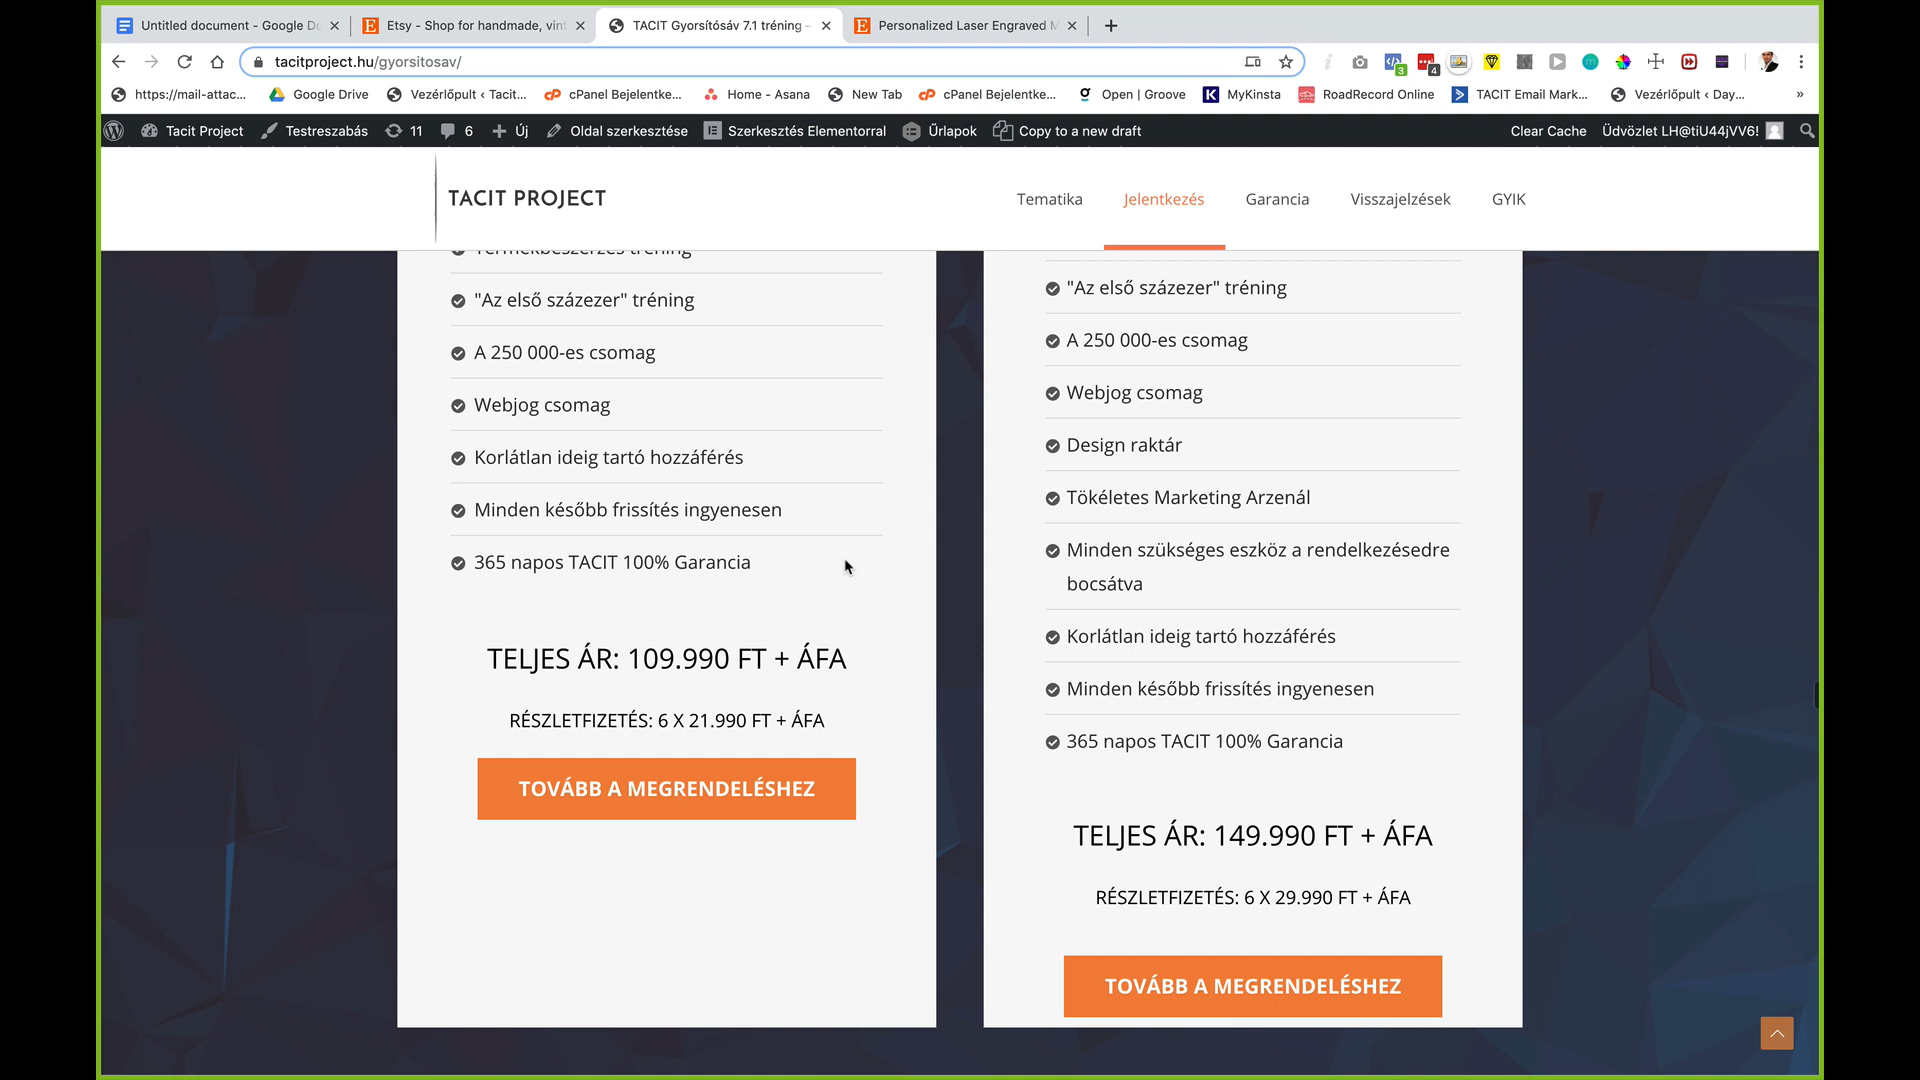 Untitled document - Google Do
Etsy - Shop for handmade, vint
TACIT Gyorsítósáv 7.1 tréning –
Personalized Laser Engraved M
tacitproject.hu/gyorsitosav/
3
4
https://mail-attac...
Google Drive
Vezérlőpult ‹ Tacit...
cPanel Bejelentke...
Home - Asana
New Tab
cPanel Bejelentke...
Open | Groove
MyKinsta
RoadRecord Online
TACIT Email Mark...
Vezérlőpult ‹ Day...
»
Tacit Project
Testreszabás
11
6
Új
Oldal szerkesztése
Szerkesztés Elementorral
Űrlapok
Copy to a new draft
Clear Cache
Üdvözlet LH@tiU44jVV6!
TACIT PROJECT
Tematika
Jelentkezés
Garancia
Visszajelzések
GYIK
Termékbeszerzés tréning
"Az első százezer" tréning
A 250 000-es csomag
Webjog csomag
Korlátlan ideig tartó hozzáférés
Minden később frissítés ingyenesen
365 napos TACIT 100% Garancia
TELJES ÁR: 109.990 FT + ÁFA
RÉSZLETFIZETÉS: 6 X 21.990 FT + ÁFA
TOVÁBB A MEGRENDELÉSHEZ
"Az első százezer" tréning
A 250 000-es csomag
Webjog csomag
Design raktár
Tökéletes Marketing Arzenál
Minden szükséges eszköz a rendelkezésedre
bocsátva
Korlátlan ideig tartó hozzáférés
Minden később frissítés ingyenesen
365 napos TACIT 100% Garancia
TELJES ÁR: 149.990 FT + ÁFA
RÉSZLETFIZETÉS: 6 X 29.990 FT + ÁFA
TOVÁBB A MEGRENDELÉSHEZ